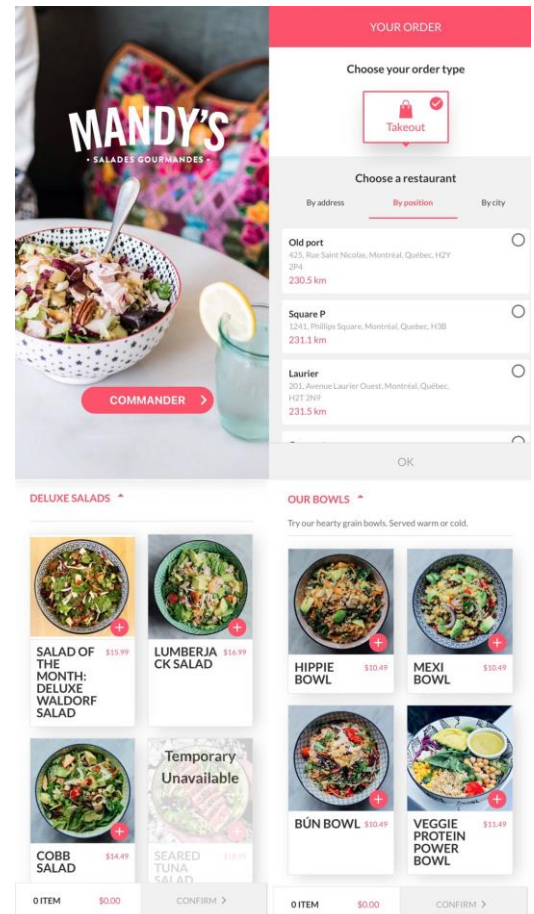 MANDY'S
• SALADES GOURMANDES •
COMMANDER >
YOUR ORDER
Choose your order type
Takeout
Choose a restaurant
By address
By position
By city
Old port
425, Rue Saint Nicolas, Montréal, Québec, H2Y
2P4
230.5 km
Square P
1241, Phillips Square, Montréal, Quebec, H3B
231.1 km
Laurier
201, Avenue Laurier Ouest, Montréal, Québec,
H2T 2N9
231.5 km
OK
DELUXE SALADS
SALAD OF
THE
MONTH:
DELUXE
WALDORF
SALAD
$15.99
LUMBERJA
CK SALAD
$16.99
COBB
SALAD
$14.49
Temporary
Unavailable
SEARED
TUNA
SALAD
0 ITEM
$0.00
CONFIRM >
OUR BOWLS
Try our hearty grain bowls. Served warm or cold.
HIPPIE
BOWL
$10.49
MEXI
BOWL
$10.49
BÚN BOWL
$10.49
VEGGIE
PROTEIN
POWER
BOWL
$11.49
0 ITEM
$0.00
CONFIRM >